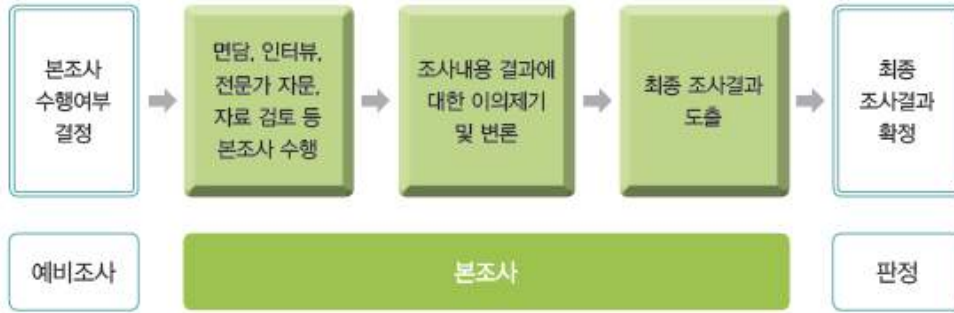 본조사
수행여부
결정
면담, 인터뷰,
전문가 자문,
자료 검토 등
본조사 수행
조사내용 결과에
대한 이의제기
및 변론
최종 조사결과
도출
최종
조사결과
확정
예비조사
본조사
판정